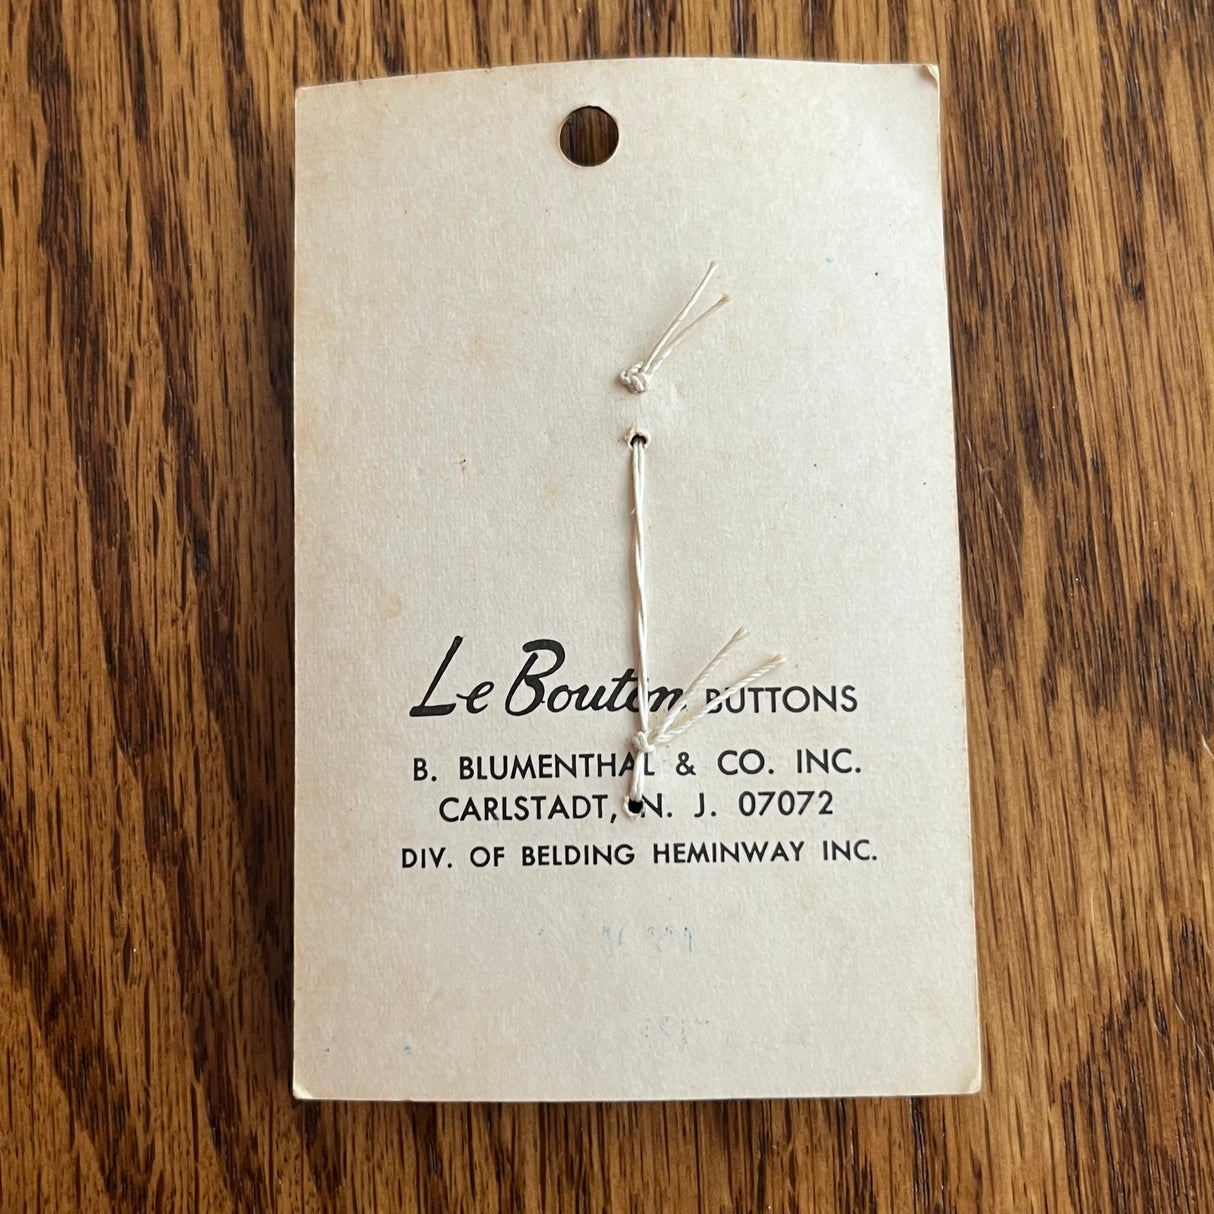 Le Bouton BUTTONS
B. BLUMENTHAL & CO. INC.
CARLSTADT, N. J. 07072
DIV. OF BELDING HEMINWAY INC.